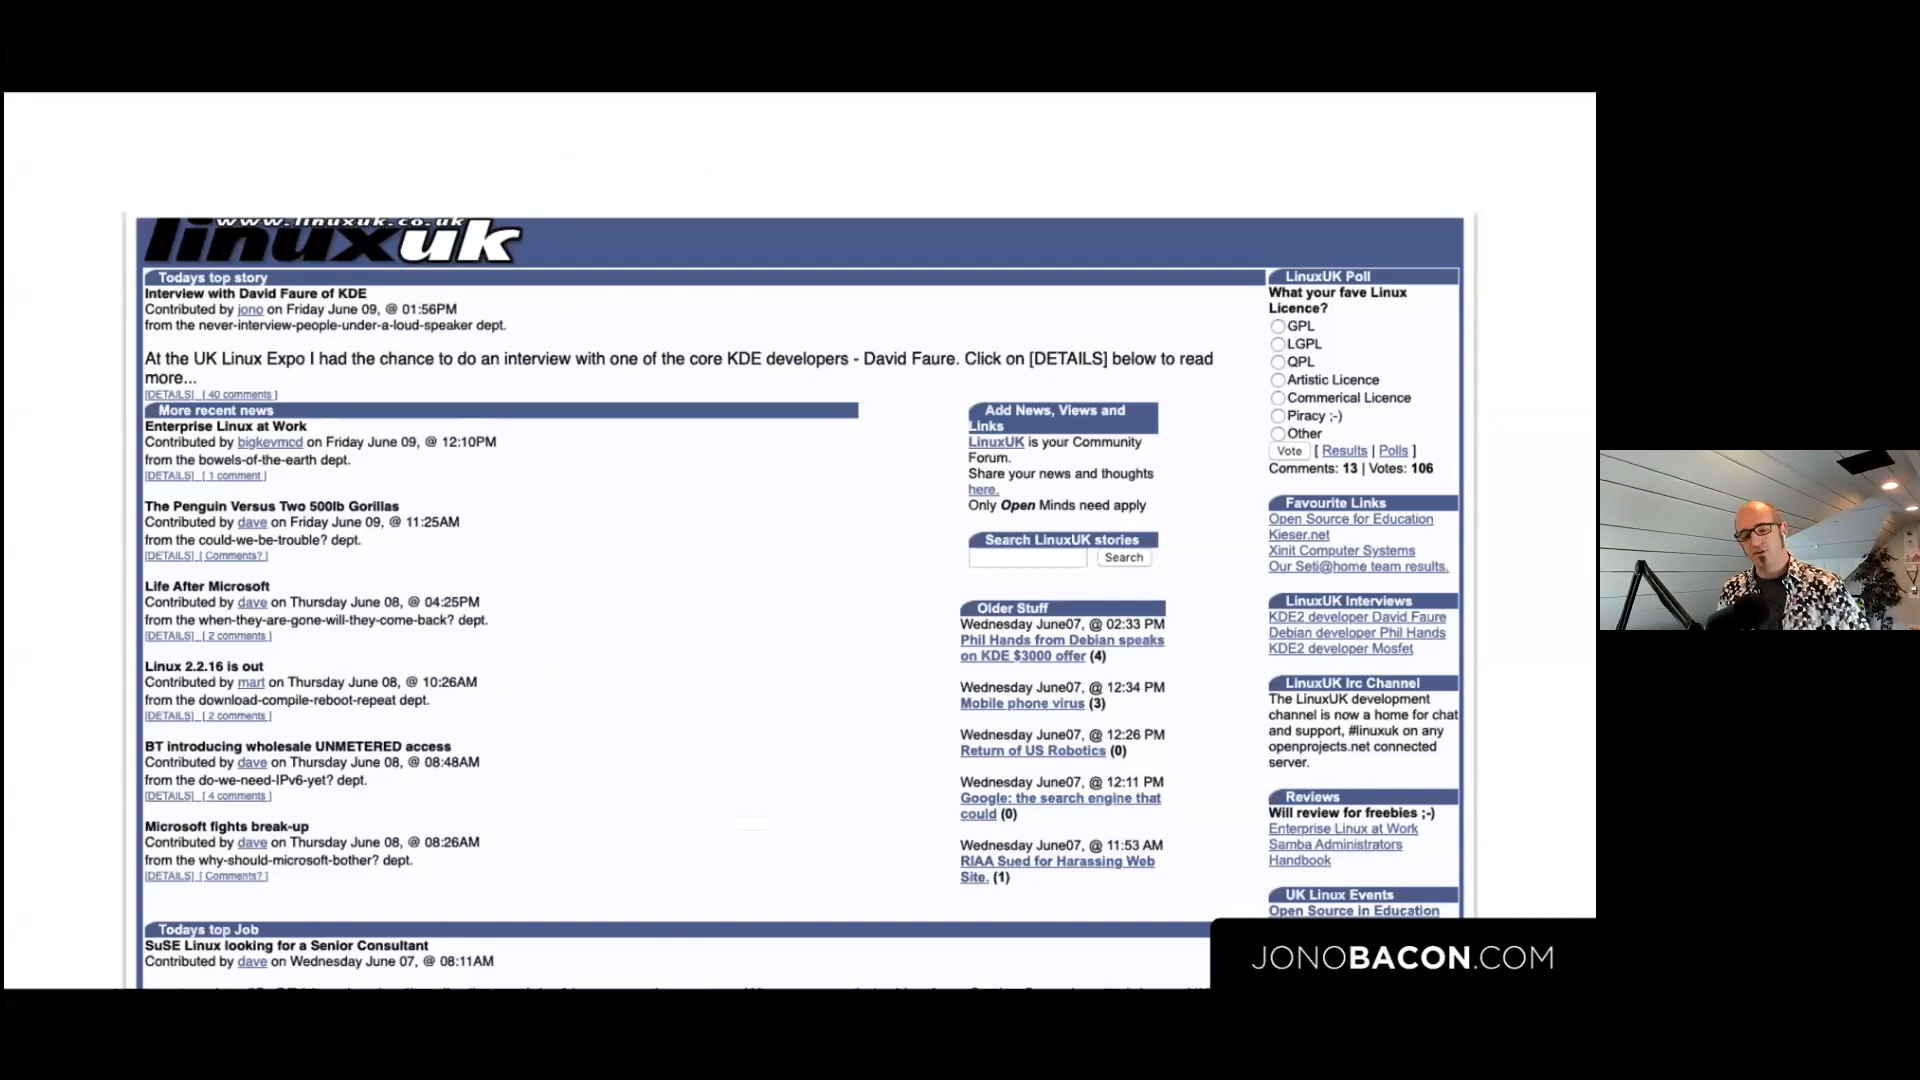 www.linuxuk.co.uk
linuxuk
Todays top story
Interview with David Faure of KDE
Contributed by jono on Friday June 09, @ 01:56PM
from the never-interview-people-under-a-loud-speaker dept.
At the UK Linux Expo I had the chance to do an interview with one of the core KDE developers - David Faure. Click on [DETAILS] below to read
more...
[DETAILS] [ 40 comments ]
More recent news
Enterprise Linux at Work
Contributed by bigkevmcd on Friday June 09, @ 12:10PM
from the bowels-of-the-earth dept.
[DETAILS] [ 1 comment ]
The Penguin Versus Two 500lb Gorillas
Contributed by dave on Friday June 09, @ 11:25AM
from the could-we-be-trouble? dept.
[DETAILS] [ Comments? ]
Life After Microsoft
Contributed by dave on Thursday June 08, @ 04:25PM
from the when-they-are-gone-will-they-come-back? dept.
[DETAILS] [ 2 comments ]
Linux 2.2.16 is out
Contributed by mart on Thursday June 08, @ 10:26AM
from the download-compile-reboot-repeat dept.
[DETAILS] [ 2 comments ]
BT introducing wholesale UNMETERED access
Contributed by dave on Thursday June 08, @ 08:48AM
from the do-we-need-IPv6-yet? dept.
[DETAILS] [ 4 comments ]
Microsoft fights break-up
Contributed by dave on Thursday June 08, @ 08:26AM
from the why-should-microsoft-bother? dept.
[DETAILS] [ Comments? ]
Add News, Views and
Links
LinuxUK is your Community
Forum.
Share your news and thoughts
here.
Only Open Minds need apply
Search LinuxUK stories
Search
Older Stuff
Wednesday June07, @ 02:33 PM
Phil Hands from Debian speaks
on KDE $3000 offer (4)
Wednesday June07, @ 12:34 PM
Mobile phone virus (3)
Wednesday June07, @ 12:26 PM
Return of US Robotics (0)
Wednesday June07, @ 12:11 PM
Google: the search engine that
could (0)
Wednesday June07, @ 11:53 AM
RIAA Sued for Harassing Web
Site. (1)
LinuxUK Poll
What your fave Linux
Licence?
GPL
LGPL
QPL
Artistic Licence
Commerical Licence
Piracy ;-)
Other
Vote [ Results | Polls ]
Comments: 13 | Votes: 106
Favourite Links
Open Source for Education
Kieser.net
Xinit Computer Systems
Our Seti@home team results.
LinuxUK Interviews
KDE2 developer David Faure
Debian developer Phil Hands
KDE2 developer Mosfet
LinuxUK Irc Channel
The LinuxUK development
channel is now a home for chat
and support, #linuxuk on any
openprojects.net connected
server.
Reviews
Will review for freebies ;-)
Enterprise Linux at Work
Samba Administrators
Handbook
UK Linux Events
Open Source in Education
Todays top Job
SuSE Linux looking for a Senior Consultant
Contributed by dave on Wednesday June 07, @ 08:11AM
JONOBACON.COM